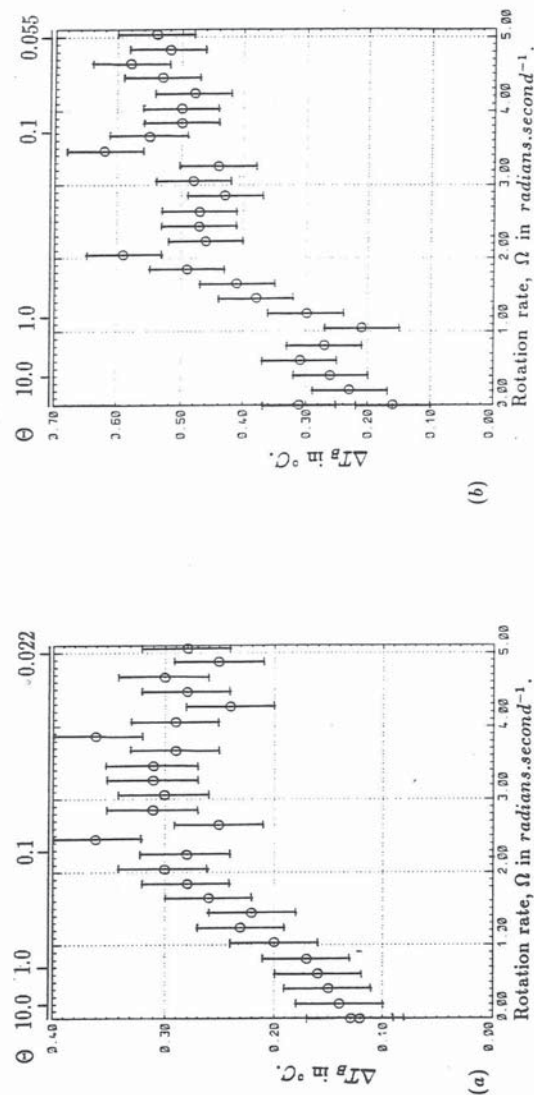 Θ 10.0 1.0 0.1 0.022
0.40
0.30
0.20
0.10
0.00
ΔT_B in °C.
0.00 1.00 2.00 3.00 4.00 5.00
Rotation rate, Ω in radians.second⁻¹.
(a)
Θ 10.0 1.0 0.1 0.055
0.70
0.60
0.50
0.40
0.30
0.20
0.10
0.00
ΔT_B in °C.
0.00 1.00 2.00 3.00 4.00 5.00
Rotation rate, Ω in radians.second⁻¹.
(b)